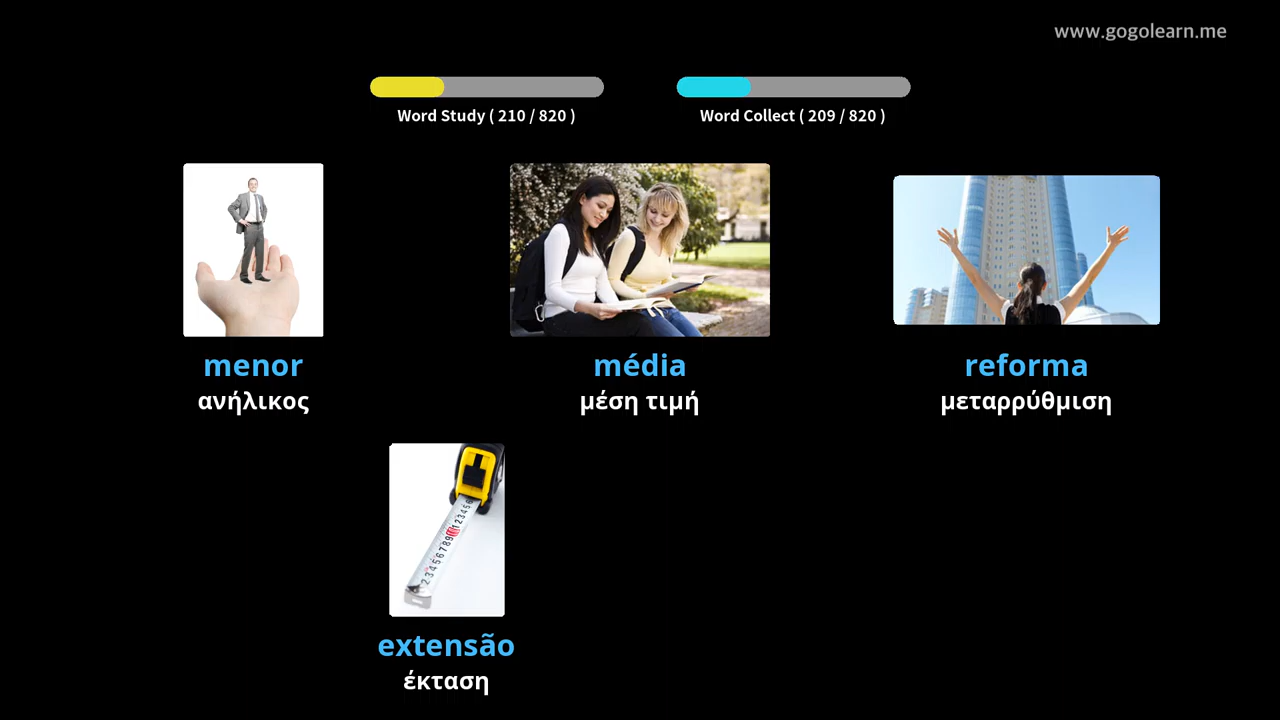 www.gogolearn.me
Word Study ( 210 / 820 )
Word Collect ( 209 / 820 )
menor
ανήλικος
média
μέση τιμή
reforma
μεταρρύθμιση
extensão
έκταση